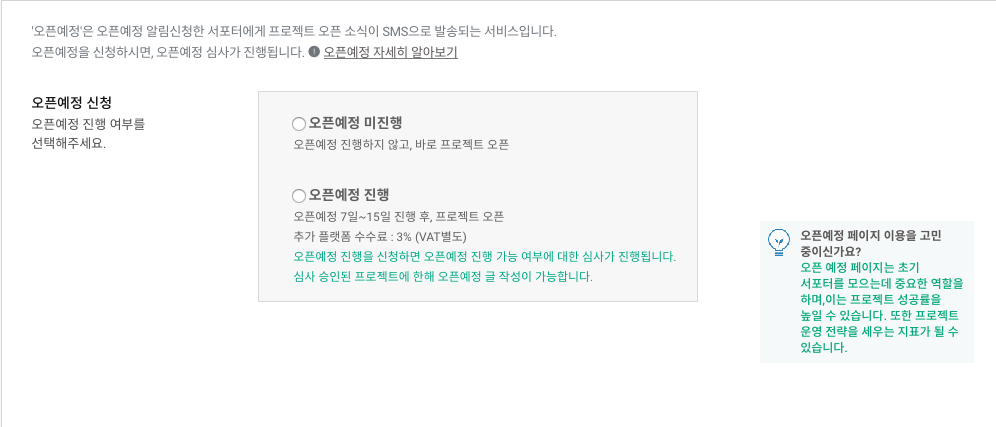 '오픈예정'은 오픈예정 알림신청한 서포터에게 프로젝트 오픈 소식이 SMS으로 발송되는 서비스입니다.
오픈예정을 신청하시면, 오픈예정 심사가 진행됩니다. ! 오픈예정 자세히 알아보기
오픈예정 신청
오픈예정 진행 여부를
선택해주세요.
오픈예정 미진행
오픈예정 진행하지 않고, 바로 프로젝트 오픈
오픈예정 진행
오픈예정 7일~15일 진행 후, 프로젝트 오픈
추가 플랫폼 수수료 : 3% (VAT별도)
오픈예정 진행을 신청하면 오픈예정 진행 가능 여부에 대한 심사가 진행됩니다.
심사 승인된 프로젝트에 한해 오픈예정 글 작성이 가능합니다.
오픈예정 페이지 이용을 고민
중이신가요?
오픈 예정 페이지는 초기
서포터를 모으는데 중요한 역할을
하며,이는 프로젝트 성공률을
높일 수 있습니다. 또한 프로젝트
운영 전략을 세우는 지표가 될 수
있습니다.